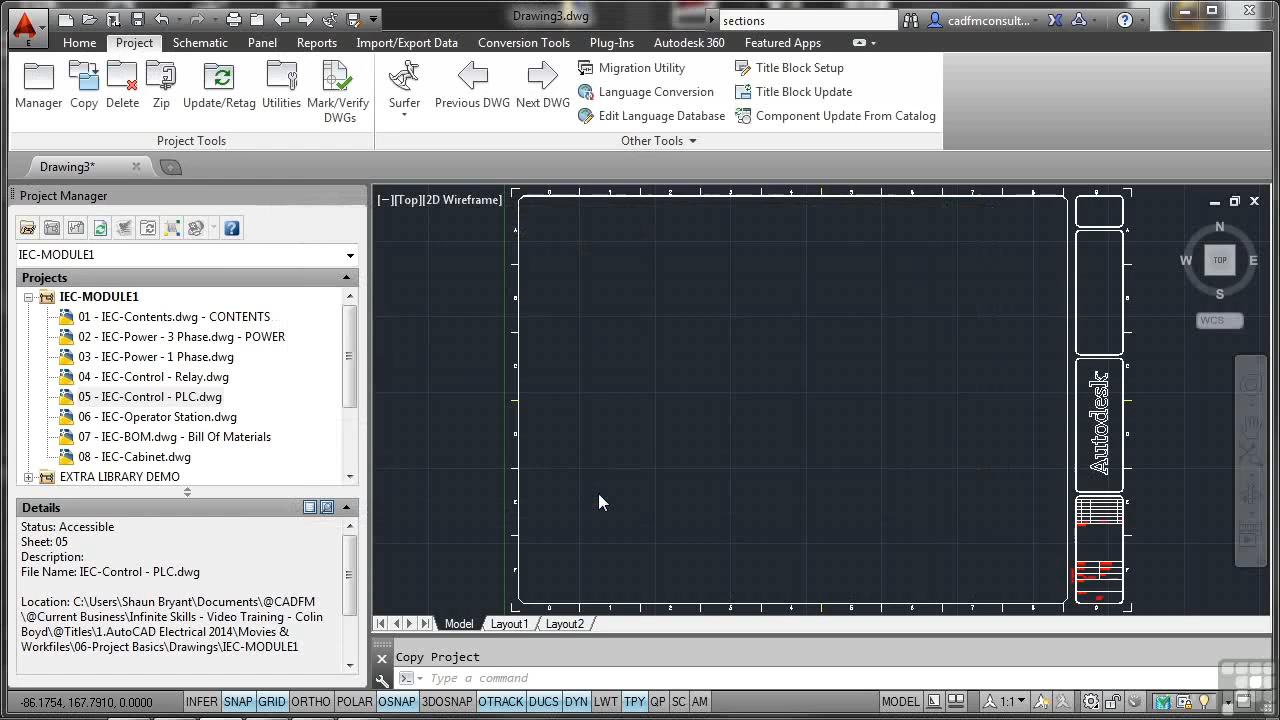 Drawing3.dwg
sections
cadfmconsult...
E
Home Project Schematic Panel Reports Import/Export Data Conversion Tools Plug-Ins Autodesk 360 Featured Apps
Manager Copy Delete Zip Update/Retag Utilities Mark/Verify DWGs
Surfer Previous DWG Next DWG
Migration Utility Title Block Setup
Language Conversion Title Block Update
Edit Language Database Component Update From Catalog
Project Tools Other Tools
Drawing3*
Project Manager
IEC-MODULE1
Projects
IEC-MODULE1
01 - IEC-Contents.dwg - CONTENTS
02 - IEC-Power - 3 Phase.dwg - POWER
03 - IEC-Power - 1 Phase.dwg
04 - IEC-Control - Relay.dwg
05 - IEC-Control - PLC.dwg
06 - IEC-Operator Station.dwg
07 - IEC-BOM.dwg - Bill Of Materials
08 - IEC-Cabinet.dwg
EXTRA LIBRARY DEMO
Details
Status: Accessible
Sheet: 05
Description:
File Name: IEC-Control - PLC.dwg
Location: C:\Users\Shaun Bryant\Documents\@CADFM
\@Current Business\Infinite Skills - Video Training - Colin
Boyd\@Titles\1.AutoCAD Electrical 2014\Movies &
Workfiles\06-Project Basics\Drawings\IEC-MODULE1
[−][Top][2D Wireframe]
N
W TOP E
S
WCS
Autodesk
Model Layout1 Layout2
Copy Project
Type a command
-86.1754, 167.7910, 0.0000 INFER SNAP GRID ORTHO POLAR OSNAP 3DOSNAP OTRACK DUCS DYN LWT TPY QP SC AM MODEL 1:1